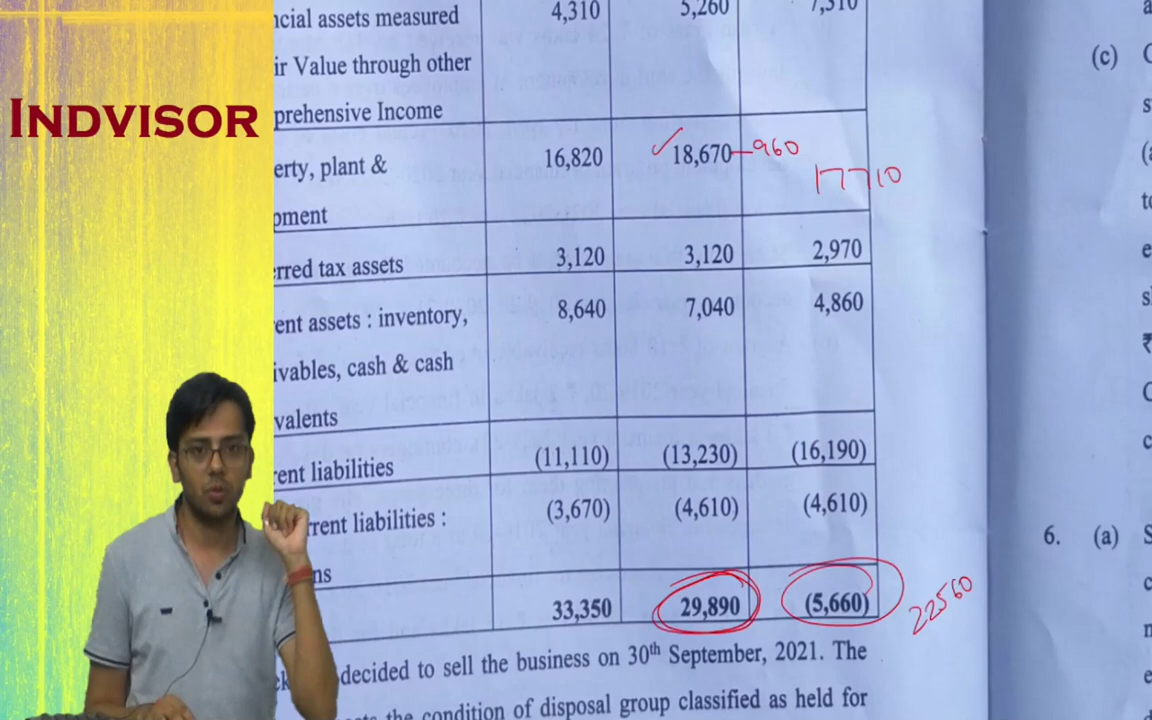 INDVISOR
ncial assets measured 4,310 5,260 7,310
ir Value through other
prehensive Income
erty, plant & 16,820 18,670 -960
17710
pment
rred tax assets 3,120 3,120 2,970
ent assets : inventory, 8,640 7,040 4,860
ivables, cash & cash
valents
rent liabilities (11,110) (13,230) (16,190)
rrent liabilities : (3,670) (4,610) (4,610)
ns
33,350 29,890 (5,660) 22560
decided to sell the business on 30th September, 2021. The
the condition of disposal group classified as held for
(c)
6. (a)